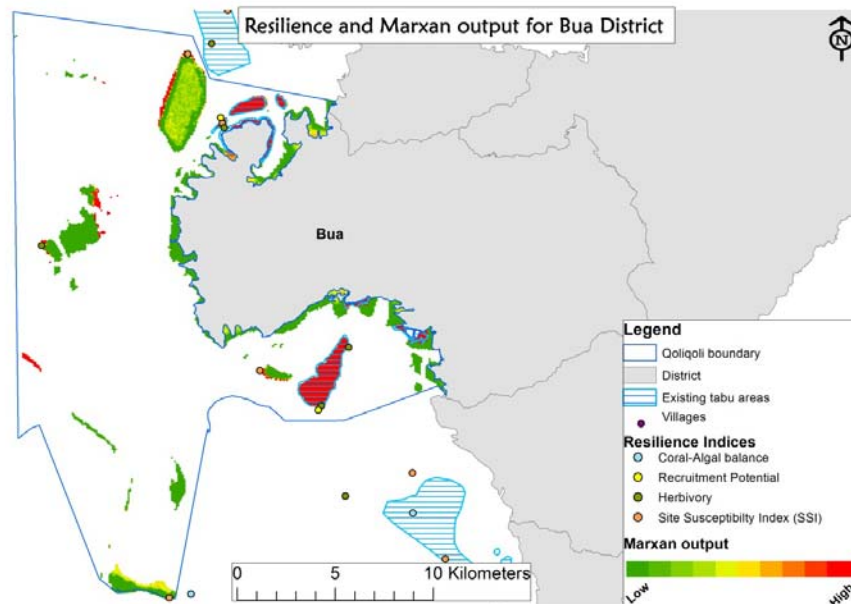 Resilience and Marxan output for Bua District
N
Bua
Legend
Qoliqoli boundary
District
Existing tabu areas
Villages
Resilience Indices
Coral-Algal balance
Recruitment Potential
Herbivory
Site Susceptibilty Index (SSI)
Marxan output
Low
High
0 5 10 Kilometers